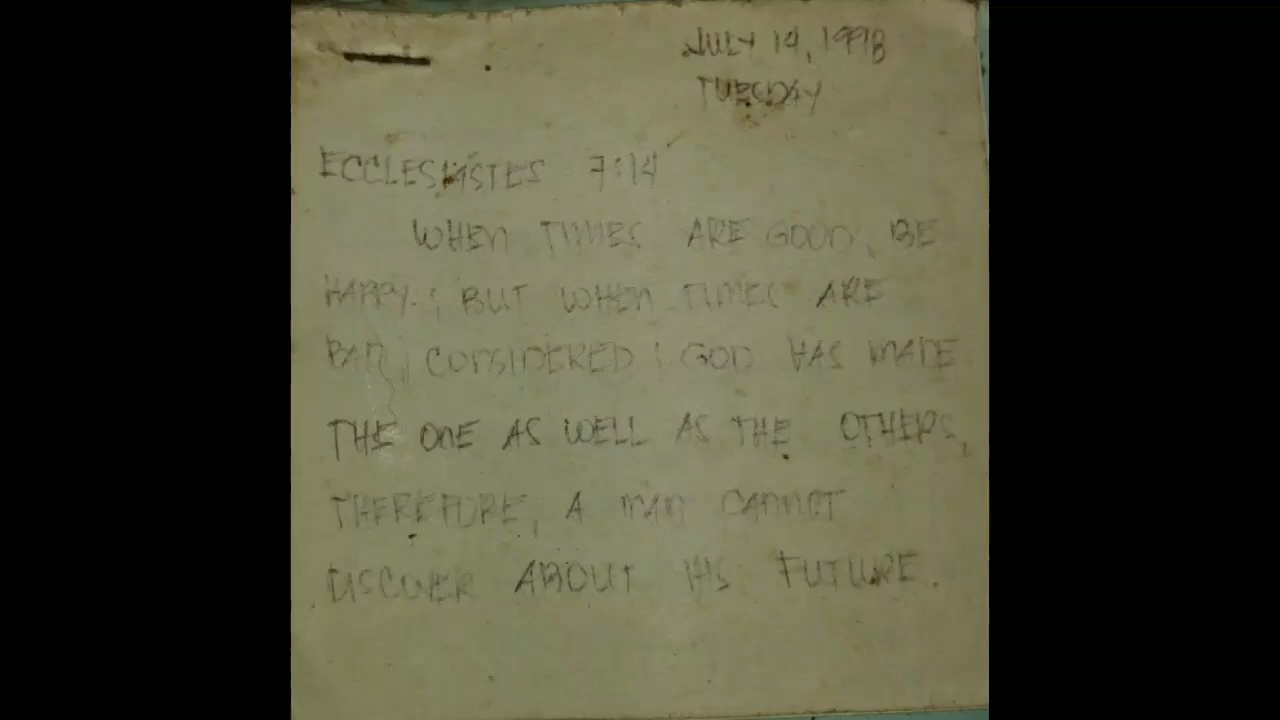 JULY 14, 1998
TUESDAY
ECCLESIASTES 7:14
WHEN TIMES ARE GOOD, BE
HAPPY; BUT WHEN TIMES ARE
BAD, CONSIDERED: GOD HAS MADE
THE ONE AS WELL AS THE OTHERS,
THEREFORE, A MAN CANNOT
DISCOVER ABOUT HIS FUTURE.